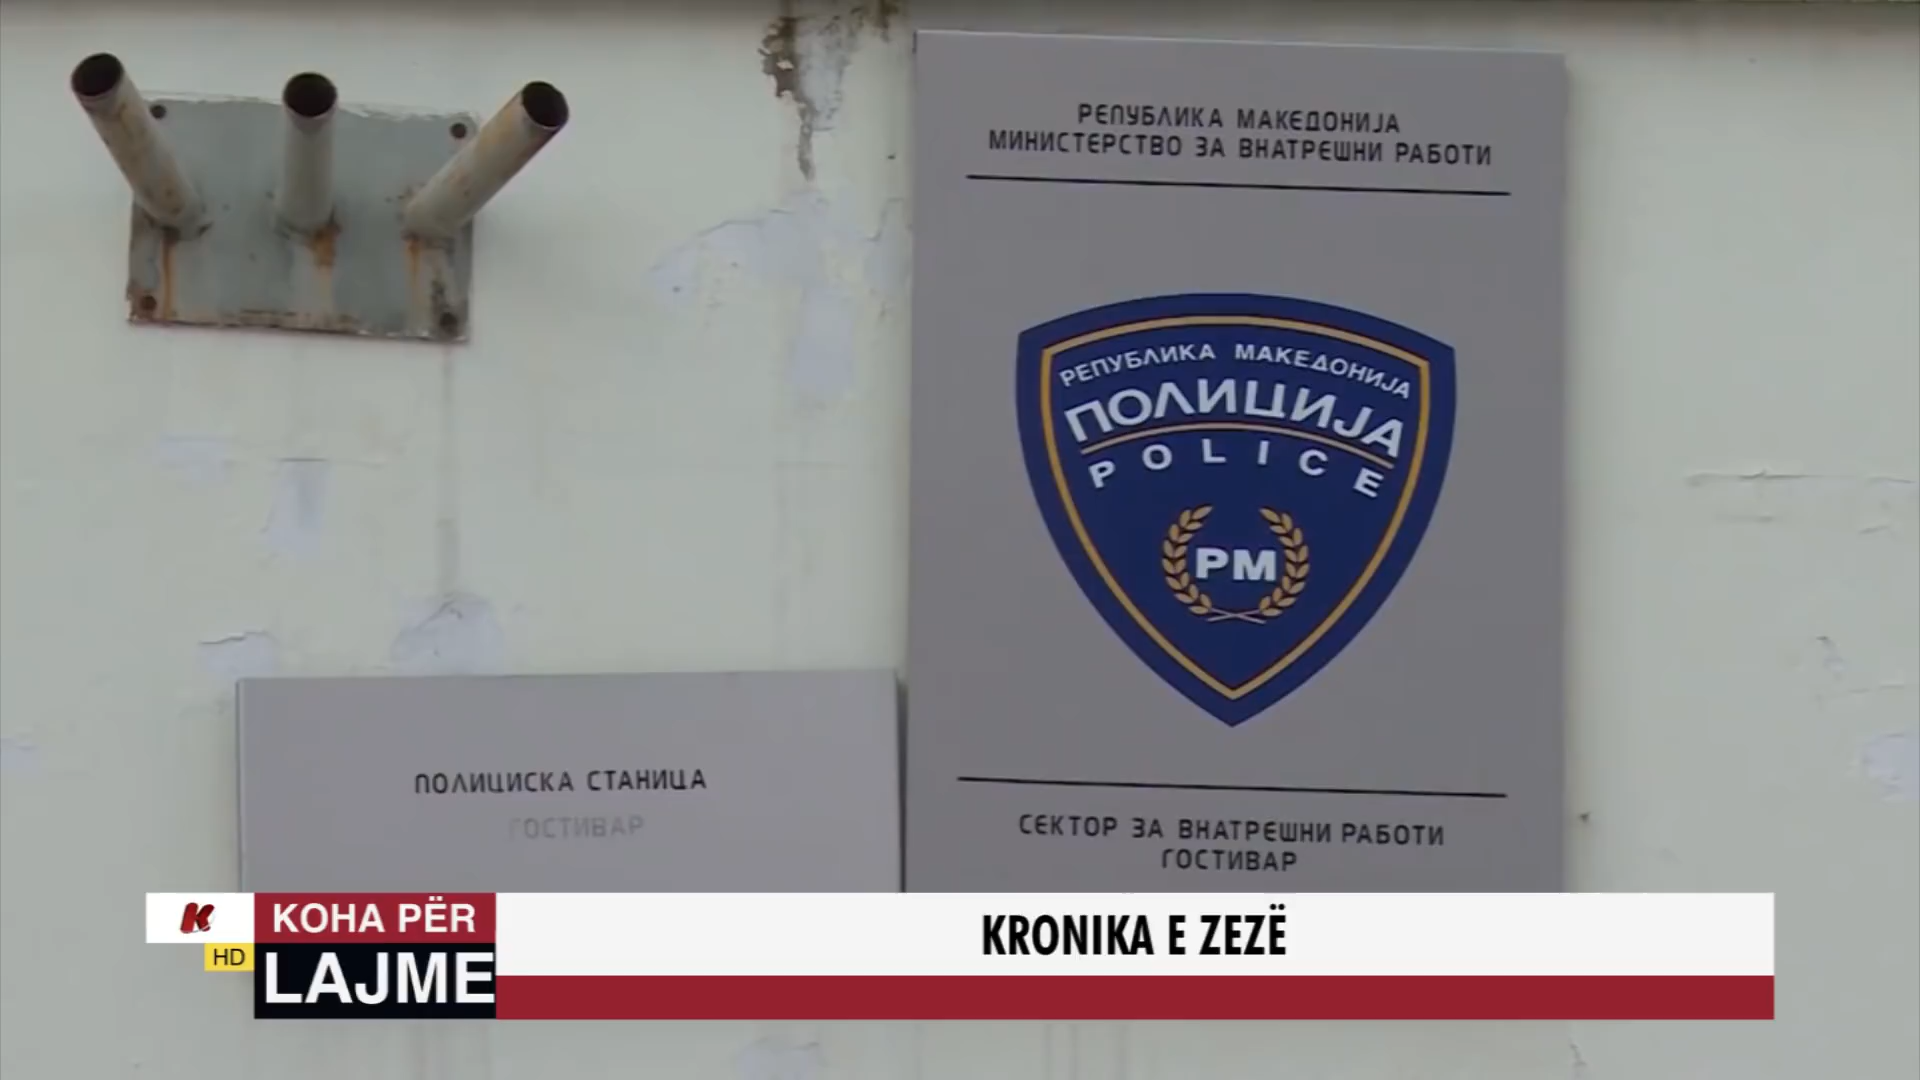 РЕПУБЛИКА МАКЕДОНИЈА
МИНИСТЕРСТВО ЗА ВНАТРЕШНИ РАБОТИ
РЕПУБЛИКА МАКЕДОНИЈА
ПОЛИЦИЈА
POLICE
РМ
ПОЛИЦИСКА СТАНИЦА
ГОСТИВАР
СЕКТОР ЗА ВНАТРЕШНИ РАБОТИ
ГОСТИВАР
K
HD
KOHA PËR
LAJME
KRONIKA E ZEZË